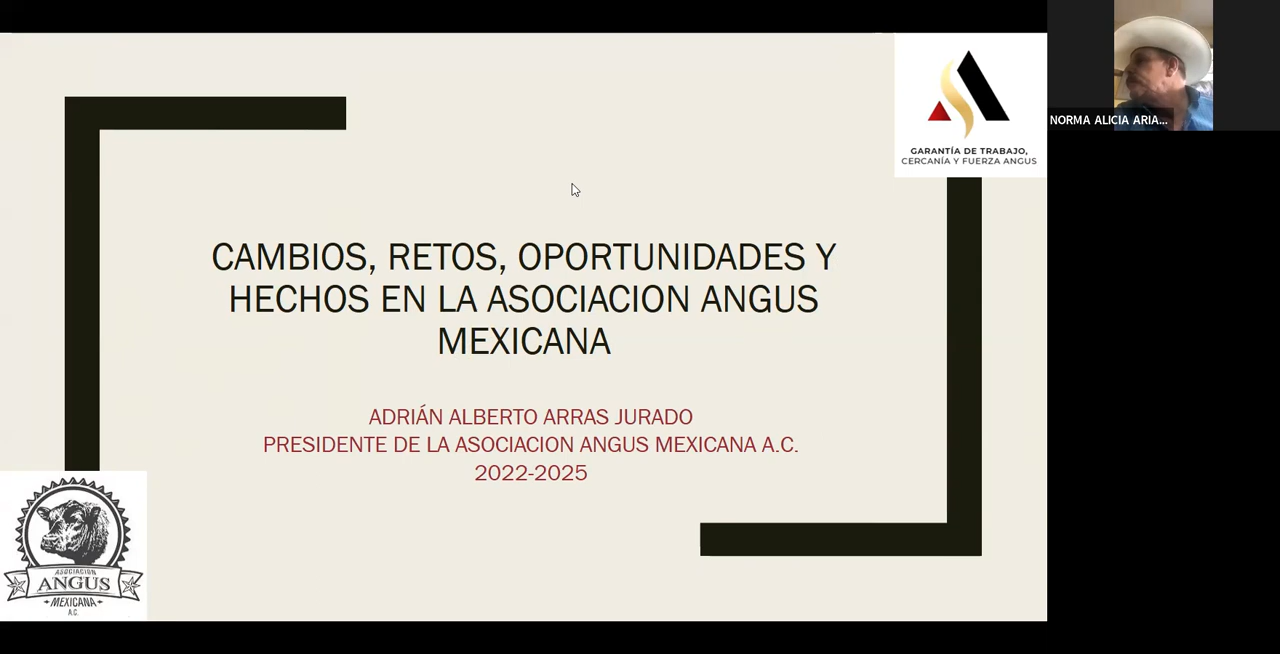 GARANTÍA DE TRABAJO,
CERCANÍA Y FUERZA ANGUS
NORMA ALICIA ARIA...
CAMBIOS, RETOS, OPORTUNIDADES Y
HECHOS EN LA ASOCIACION ANGUS
MEXICANA
ADRIÁN ALBERTO ARRAS JURADO
PRESIDENTE DE LA ASOCIACION ANGUS MEXICANA A.C.
2022-2025
ASOCIACION
ANGUS
MEXICANA
A.C.